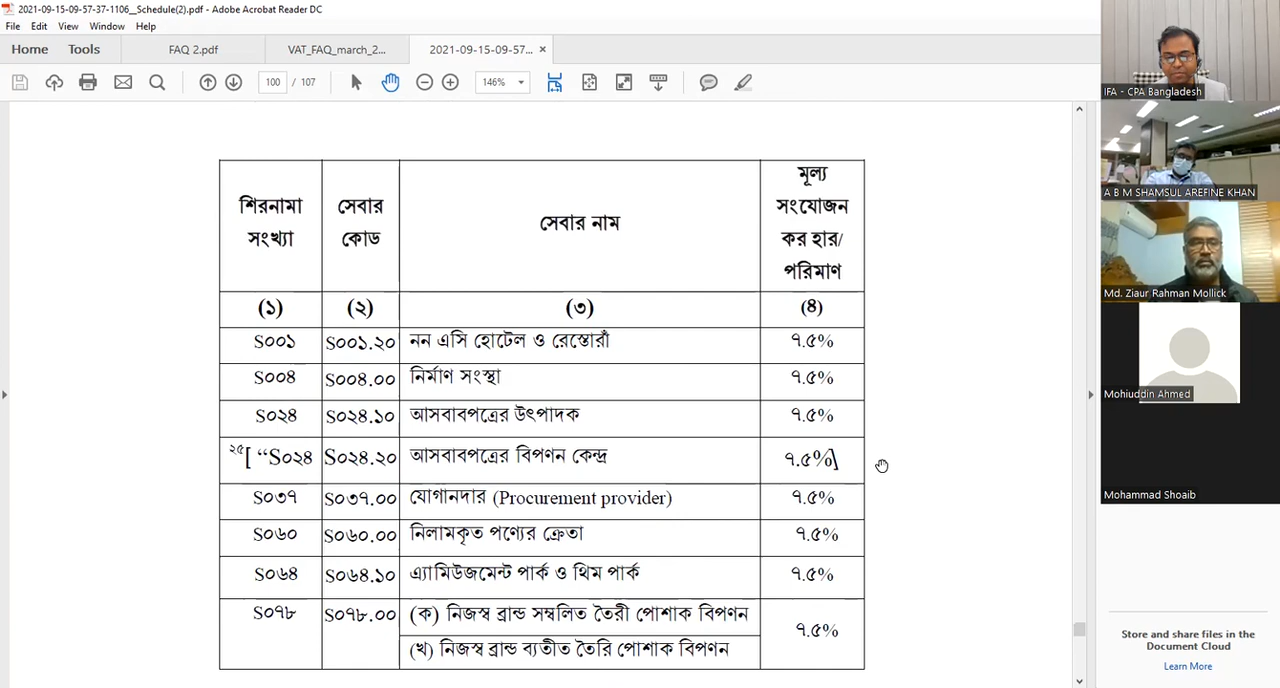 2021-09-15-09-57-37-1106__Schedule(2).pdf - Adobe Acrobat Reader DC
File Edit View Window Help
Home Tools FAQ 2.pdf VAT_FAQ_march_2... 2021-09-15-09-57... ×
100 / 107 146%
শিরনামা সংখ্যা
সেবার কোড
সেবার নাম
মূল্য সংযোজন কর হার/ পরিমাণ
(১) (২) (৩) (৪)
S০০১ S০০১.২০ নন এসি হোটেল ও রেস্তোরাঁ ৭.৫%
S০০৪ S০০৪.০০ নির্মাণ সংস্থা ৭.৫%
S০২৪ S০২৪.১০ আসবাবপত্রের উৎপাদক ৭.৫%
২৫[ “S০২৪ S০২৪.২০ আসবাবপত্রের বিপণন কেন্দ্র ৭.৫%\
S০৩৭ S০৩৭.০০ যোগানদার (Procurement provider) ৭.৫%
S০৬০ S০৬০.০০ নিলামকৃত পণ্যের ক্রেতা ৭.৫%
S০৬৪ S০৬৪.১০ এ্যামিউজমেন্ট পার্ক ও থিম পার্ক ৭.৫%
S০৭৮ S০৭৮.০০ (ক) নিজস্ব ব্রান্ড সম্বলিত তৈরী পোশাক বিপণন ৭.৫%
(খ) নিজস্ব ব্রান্ড ব্যতীত তৈরি পোশাক বিপণন
IFA - CPA Bangladesh
A B M SHAMSUL AREFINE KHAN
Md. Ziaur Rahman Mollick
Mohiuddin Ahmed
Mohammad Shoaib
Store and share files in the
Document Cloud
Learn More